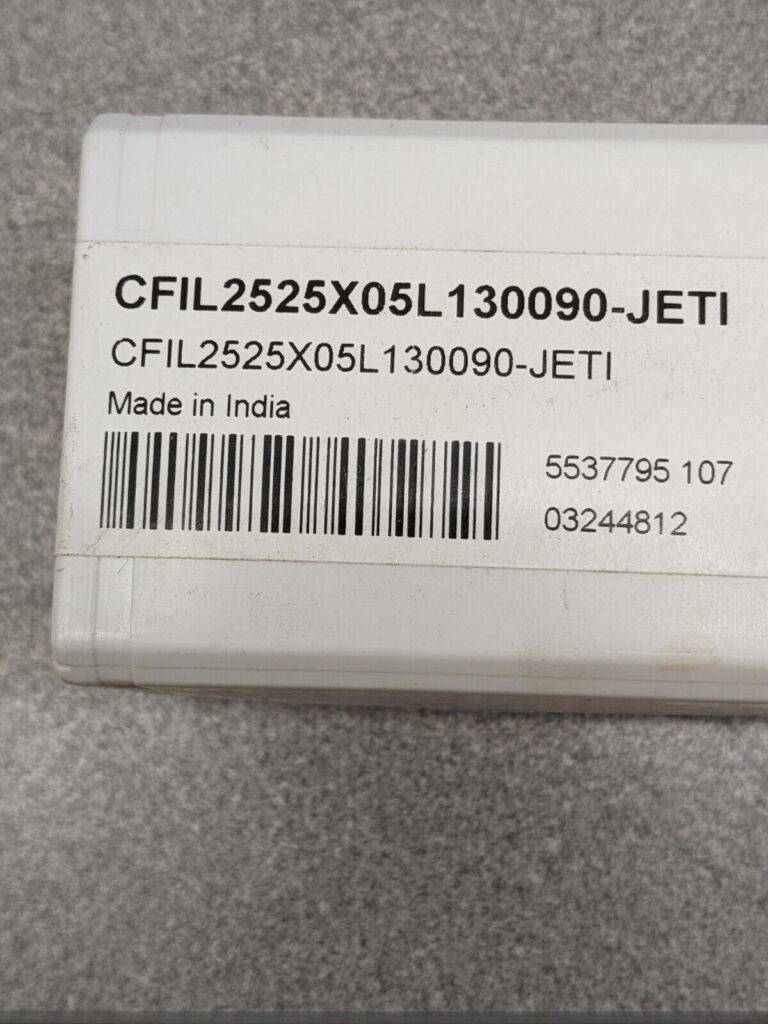 CFIL2525X05L130090-JETI
CFIL2525X05L130090-JETI
Made in India
5537795 107
03244812